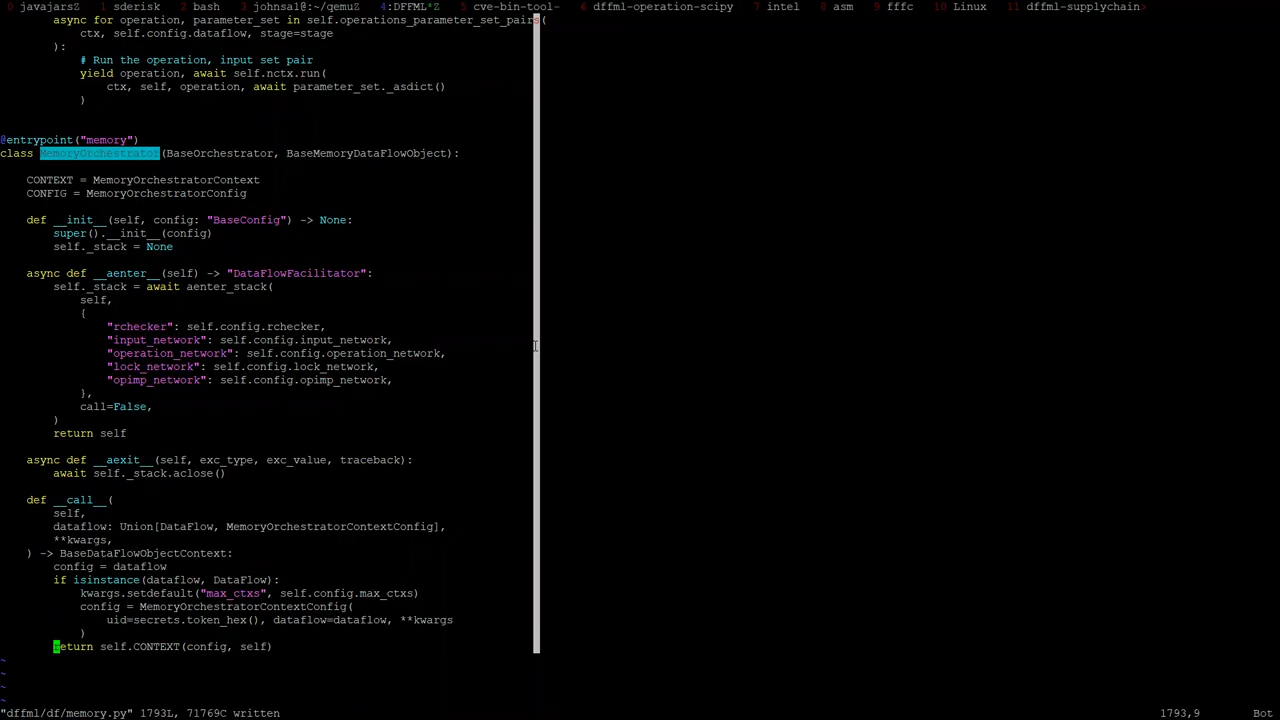 0 javajarsZ 1 sderisk 2 bash 3 johnsa1@:~/qemuZ 4:DFFML*Z 5 cve-bin-tool- 6 dffml-operation-scipy 7 intel 8 asm 9 fffc 10 Linux 11 dffml-supplychain>
        async for operation, parameter_set in self.operations_parameter_set_pairs(
            ctx, self.config.dataflow, stage=stage
        ):
            # Run the operation, input set pair
            yield operation, await self.nctx.run(
                ctx, self, operation, await parameter_set._asdict()
            )
@entrypoint("memory")
class MemoryOrchestrator(BaseOrchestrator, BaseMemoryDataFlowObject):
    CONTEXT = MemoryOrchestratorContext
    CONFIG = MemoryOrchestratorConfig
    def __init__(self, config: "BaseConfig") -> None:
        super().__init__(config)
        self._stack = None
    async def __aenter__(self) -> "DataFlowFacilitator":
        self._stack = await aenter_stack(
            self,
            {
                "rchecker": self.config.rchecker,
                "input_network": self.config.input_network,
                "operation_network": self.config.operation_network,
                "lock_network": self.config.lock_network,
                "opimp_network": self.config.opimp_network,
            },
            call=False,
        )
        return self
    async def __aexit__(self, exc_type, exc_value, traceback):
        await self._stack.aclose()
    def __call__(
        self,
        dataflow: Union[DataFlow, MemoryOrchestratorContextConfig],
        **kwargs,
    ) -> BaseDataFlowObjectContext:
        config = dataflow
        if isinstance(dataflow, DataFlow):
            kwargs.setdefault("max_ctxs", self.config.max_ctxs)
            config = MemoryOrchestratorContextConfig(
                uid=secrets.token_hex(), dataflow=dataflow, **kwargs
            )
        return self.CONTEXT(config, self)
~
~
~
~
"dffml/df/memory.py" 1793L, 71769C written 1793,9 Bot